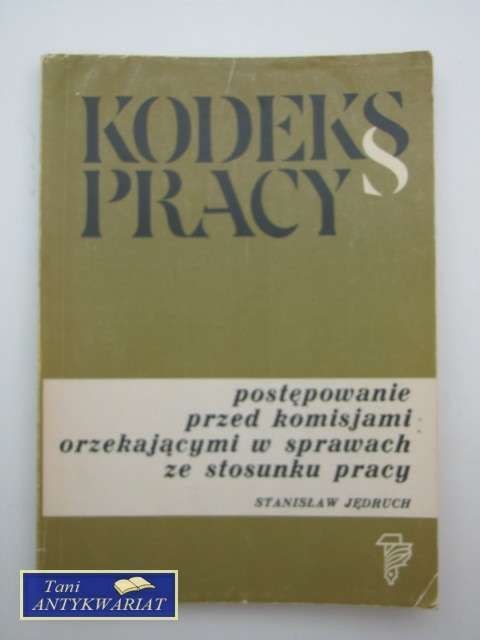 KODEKS
PRACY
postępowanie
przed komisjami
orzekającymi w sprawach
ze stosunku pracy
STANISŁAW JĘDRUCH
Tani
ANTYKWARIAT